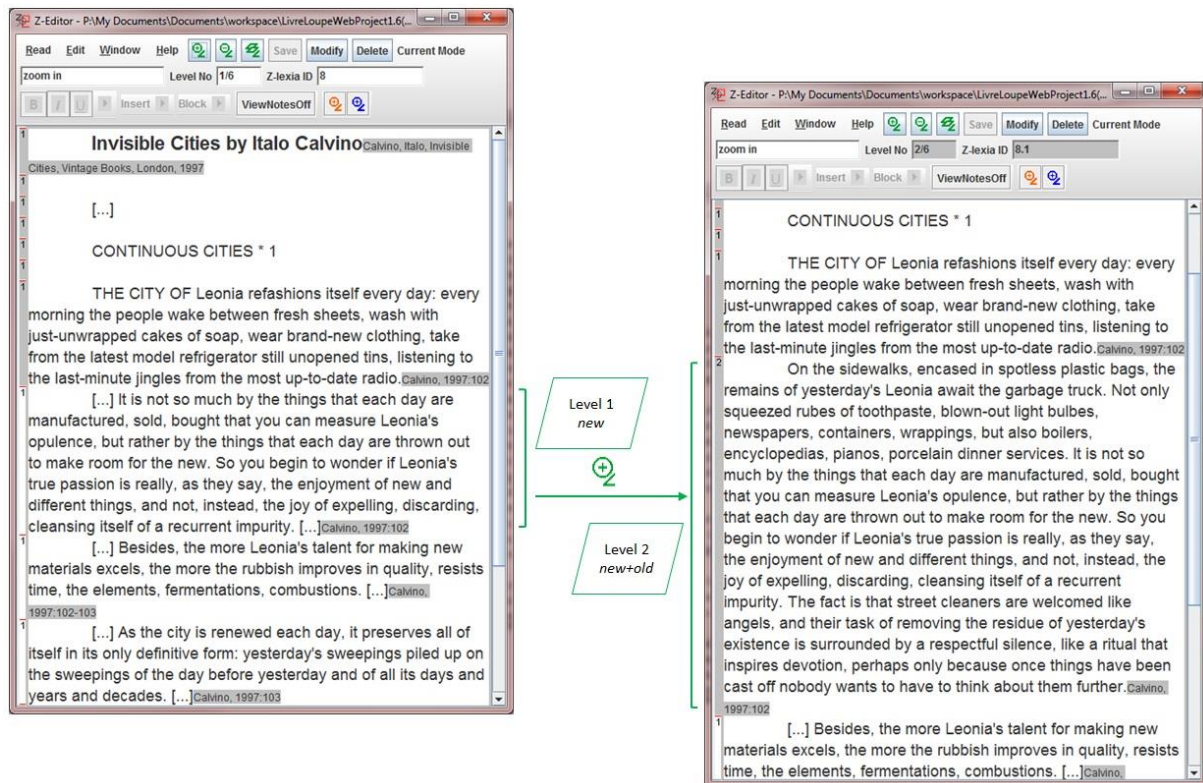 Z-Editor - P:\My Documents\Documents\workspace\LivreLoupeWebProject1.6(...
Read Edit Window Help Save Modify Delete Current Mode
zoom in Level No 1/6 Z-lexia ID 8
B I U Insert Block ViewNotesOff
1
Invisible Cities by Italo Calvino Calvino, Italo, Invisible
Cities, Vintage Books, London, 1997
1
1
[...]
1
1
CONTINUOUS CITIES * 1
1
1
THE CITY OF Leonia refashions itself every day: every
morning the people wake between fresh sheets, wash with
just-unwrapped cakes of soap, wear brand-new clothing, take
from the latest model refrigerator still unopened tins, listening to
the last-minute jingles from the most up-to-date radio. Calvino, 1997:102
1
[...] It is not so much by the things that each day are
manufactured, sold, bought that you can measure Leonia's
opulence, but rather by the things that each day are thrown out
to make room for the new. So you begin to wonder if Leonia's
true passion is really, as they say, the enjoyment of new and
different things, and not, instead, the joy of expelling, discarding,
cleansing itself of a recurrent impurity. [...] Calvino, 1997:102
1
[...] Besides, the more Leonia's talent for making new
materials excels, the more the rubbish improves in quality, resists
time, the elements, fermentations, combustions. [...] Calvino,
1997:102-103
1
[...] As the city is renewed each day, it preserves all of
itself in its only definitive form: yesterday's sweepings piled up on
the sweepings of the day before yesterday and of all its days and
years and decades. [...] Calvino, 1997:103
Level 1
new
Level 2
new+old
Z-Editor - P:\My Documents\Documents\workspace\LivreLoupeWebProject1.6(...
Read Edit Window Help Save Modify Delete Current Mode
zoom in Level No 2/6 Z-lexia ID 8.1
B I U Insert Block ViewNotesOff
1
CONTINUOUS CITIES * 1
1
1
THE CITY OF Leonia refashions itself every day: every
morning the people wake between fresh sheets, wash with
just-unwrapped cakes of soap, wear brand-new clothing, take
from the latest model refrigerator still unopened tins, listening to
the last-minute jingles from the most up-to-date radio. Calvino, 1997:102
2
On the sidewalks, encased in spotless plastic bags, the
remains of yesterday's Leonia await the garbage truck. Not only
squeezed rubes of toothpaste, blown-out light bulbes,
newspapers, containers, wrappings, but also boilers,
encyclopedias, pianos, porcelain dinner services. It is not so
much by the things that each day are manufactured, sold, bought
that you can measure Leonia's opulence, but rather by the things
that each day are thrown out to make room for the new. So you
begin to wonder if Leonia's true passion is really, as they say,
the enjoyment of new and different things, and not, instead, the
joy of expelling, discarding, cleansing itself of a recurrent
impurity. The fact is that street cleaners are welcomed like
angels, and their task of removing the residue of yesterday's
existence is surrounded by a respectful silence, like a ritual that
inspires devotion, perhaps only because once things have been
cast off nobody wants to have to think about them further. Calvino,
1997:102
1
[...] Besides, the more Leonia's talent for making new
materials excels, the more the rubbish improves in quality, resists
time, the elements, fermentations, combustions. [...] Calvino,